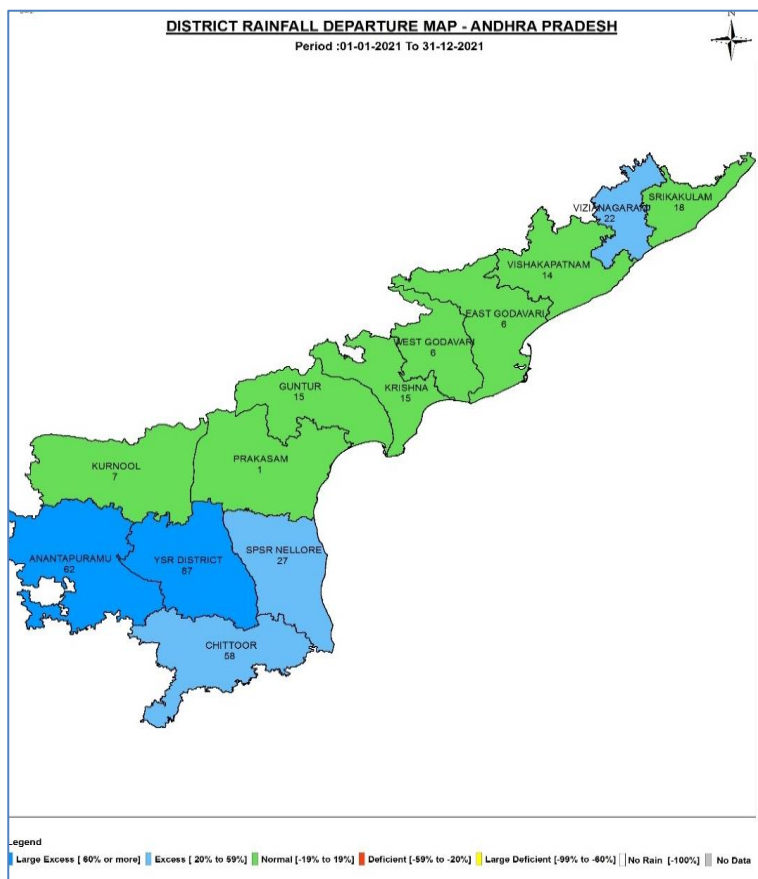 DISTRICT RAINFALL DEPARTURE MAP - ANDHRA PRADESH
Period :01-01-2021 To 31-12-2021
SRIKAKULAM
18
22
VISHAKAPATNAM
14
EAST GODAVARI
6
WEST GODAVARI
6
KRISHNA
15
GUNTUR
15
PRAKASAM
1
KURNOOL
7
SPSR NELLORE
27
ANANTAPURAMU
62
YSR DISTRICT
87
CHITTOOR
58
Legend
Large Excess [ 60% or more] Excess [ 20% to 59%] Normal [-19% to 19%] Deficient [-59% to -20%] Large Deficient [-99% to -60%] No Rain [-100%] No Data